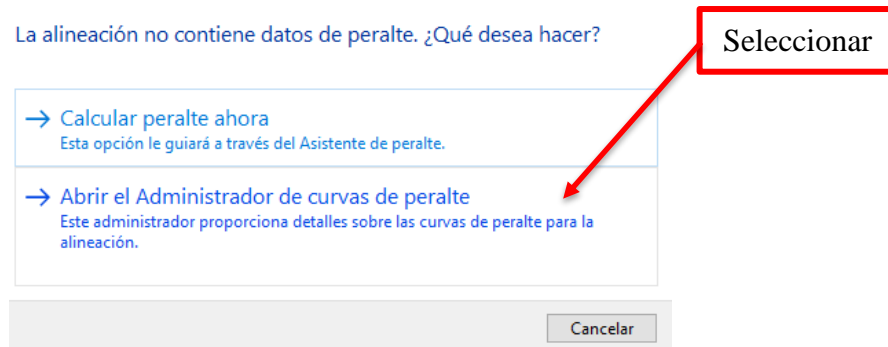 La alineación no contiene datos de peralte. ¿Qué desea hacer?
Seleccionar
→ Calcular peralte ahora
Esta opción le guiará a través del Asistente de peralte.
→ Abrir el Administrador de curvas de peralte
Este administrador proporciona detalles sobre las curvas de peralte para la
alineación.
Cancelar